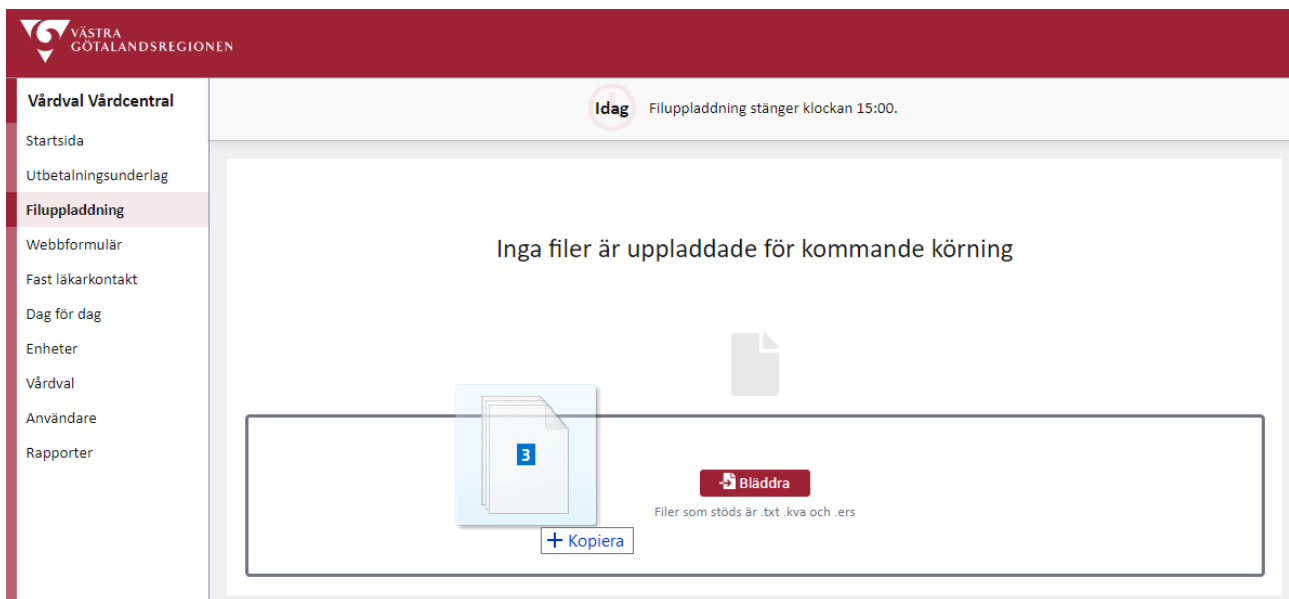 VÄSTRA
GÖTALANDSREGIONEN
Vårdval Vårdcentral
Startsida
Utbetalningsunderlag
Filuppladdning
Webbformulär
Fast läkarkontakt
Dag för dag
Enheter
Vårdval
Användare
Rapporter
Idag Filuppladdning stänger klockan 15:00.
Inga filer är uppladdade för kommande körning
3
Bläddra
Filer som stöds är .txt .kva och .ers
+ Kopiera